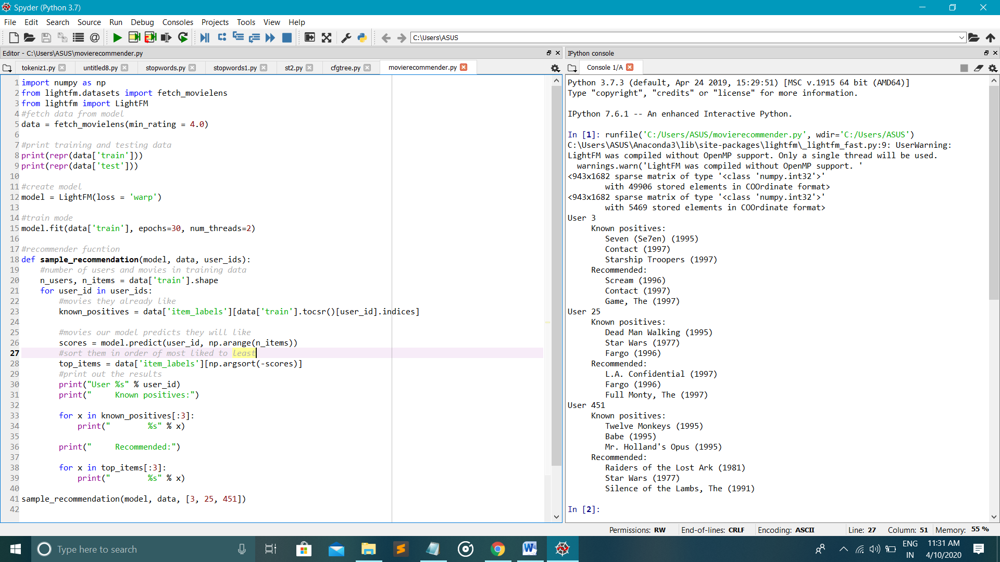 Spyder (Python 3.7)
File Edit Search Source Run Debug Consoles Projects Tools View Help
C:\Users\ASUS
Editor - C:\Users\ASUS\movierecommender.py
tokeniz1.py untitled8.py stopwords.py stopwords1.py st2.py cfgtree.py movierecommender.py
1 import numpy as np
2 from lightfm.datasets import fetch_movielens
3 from lightfm import LightFM
4 #fetch data from model
5 data = fetch_movielens(min_rating = 4.0)
6
7 #print training and testing data
8 print(repr(data['train']))
9 print(repr(data['test']))
10
11 #create model
12 model = LightFM(loss = 'warp')
13
14 #train mode
15 model.fit(data['train'], epochs=30, num_threads=2)
16
17 #recommender fucntion
18 def sample_recommendation(model, data, user_ids):
19     #number of users and movies in training data
20     n_users, n_items = data['train'].shape
21     for user_id in user_ids:
22         #movies they already like
23         known_positives = data['item_labels'][data['train'].tocsr()[user_id].indices]
24
25         #movies our model predicts they will like
26         scores = model.predict(user_id, np.arange(n_items))
27         #sort them in order of most liked to least
28         top_items = data['item_labels'][np.argsort(-scores)]
29         #print out the results
30         print("User %s" % user_id)
31         print("     Known positives:")
32
33         for x in known_positives[:3]:
34             print("        %s" % x)
35
36         print("     Recommended:")
37
38         for x in top_items[:3]:
39             print("        %s" % x)
40
41 sample_recommendation(model, data, [3, 25, 451])
42
IPython console
Console 1/A
Python 3.7.3 (default, Apr 24 2019, 15:29:51) [MSC v.1915 64 bit (AMD64)]
Type "copyright", "credits" or "license" for more information.
IPython 7.6.1 -- An enhanced Interactive Python.
In [1]: runfile('C:/Users/ASUS/movierecommender.py', wdir='C:/Users/ASUS')
C:\Users\ASUS\Anaconda3\lib\site-packages\lightfm\_lightfm_fast.py:9: UserWarning:
LightFM was compiled without OpenMP support. Only a single thread will be used.
  warnings.warn('LightFM was compiled without OpenMP support. '
<943x1682 sparse matrix of type '<class 'numpy.int32'>'
        with 49906 stored elements in COOrdinate format>
<943x1682 sparse matrix of type '<class 'numpy.int32'>'
        with 5469 stored elements in COOrdinate format>
User 3
     Known positives:
        Seven (Se7en) (1995)
        Contact (1997)
        Starship Troopers (1997)
     Recommended:
        Scream (1996)
        Contact (1997)
        Game, The (1997)
User 25
     Known positives:
        Dead Man Walking (1995)
        Star Wars (1977)
        Fargo (1996)
     Recommended:
        L.A. Confidential (1997)
        Fargo (1996)
        Full Monty, The (1997)
User 451
     Known positives:
        Twelve Monkeys (1995)
        Babe (1995)
        Mr. Holland's Opus (1995)
     Recommended:
        Raiders of the Lost Ark (1981)
        Star Wars (1977)
        Silence of the Lambs, The (1991)
In [2]:
Permissions: RW End-of-lines: CRLF Encoding: ASCII Line: 27 Column: 51 Memory: 55 %
Type here to search
ENG
IN
11:31 AM
4/10/2020